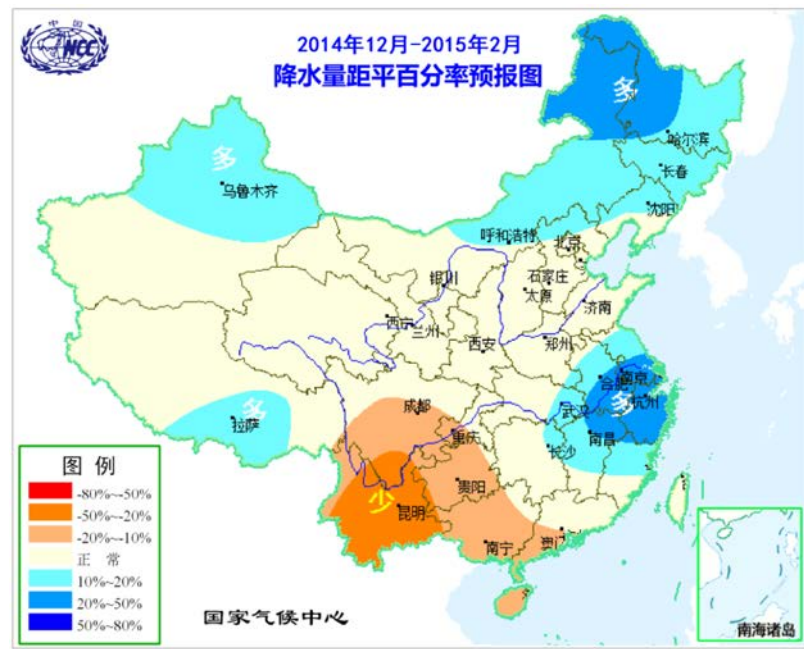 中国
NCC
2014年12月-2015年2月
降水量距平百分率预报图
多
多
哈尔滨
乌鲁木齐
长春
沈阳
呼和浩特
北京
银川
石家庄
太原
济南
西宁
兰州
西安
郑州
南京
合肥
多
拉萨
成都
武汉
多
杭州
重庆
南昌
长沙
贵阳
少
昆明
南宁
澳门
图 例
-80%~-50%
-50%~-20%
-20%~-10%
正 常
10%~20%
20%~50%
50%~80%
国家气候中心
南海诸岛